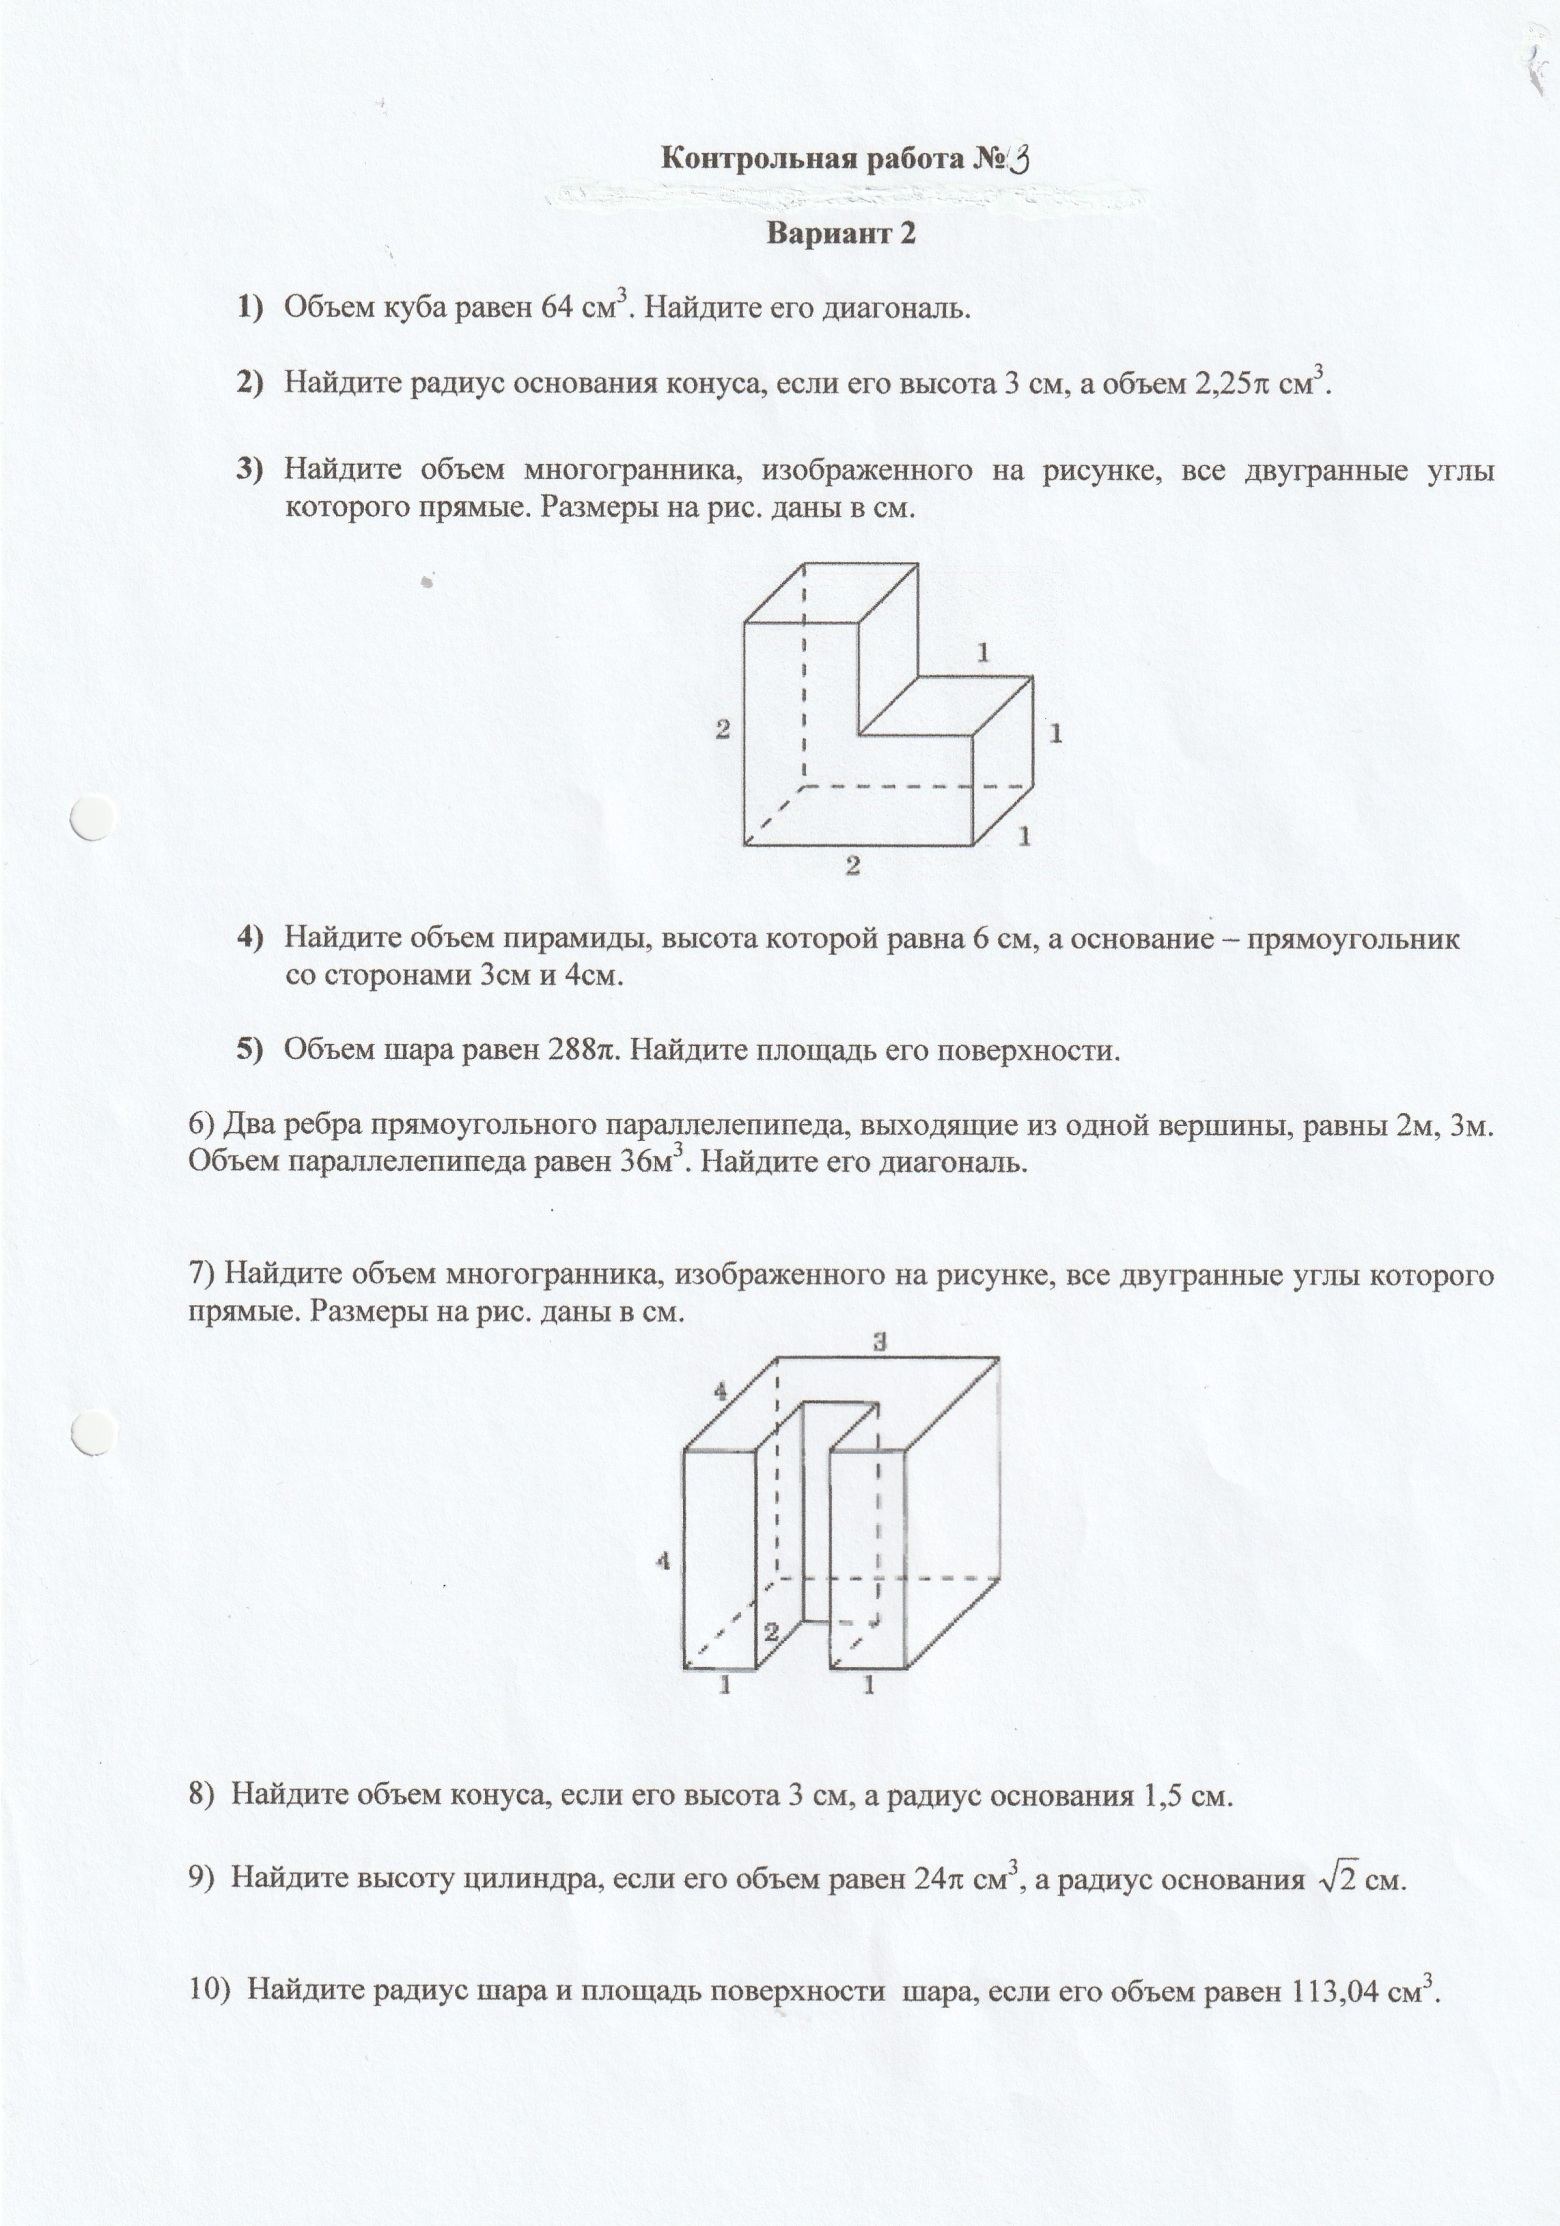 Контрольная работа №3
Вариант 2
1) Объем куба равен 64 см³. Найдите его диагональ.
2) Найдите радиус основания конуса, если его высота 3 см, а объем 2,25π см³.
3) Найдите объем многогранника, изображенного на рисунке, все двугранные углы
которого прямые. Размеры на рис. даны в см.
1
2
1
1
2
4) Найдите объем пирамиды, высота которой равна 6 см, а основание – прямоугольник
со сторонами 3см и 4см.
5) Объем шара равен 288π. Найдите площадь его поверхности.
6) Два ребра прямоугольного параллелепипеда, выходящие из одной вершины, равны 2м, 3м.
Объем параллелепипеда равен 36м³. Найдите его диагональ.
7) Найдите объем многогранника, изображенного на рисунке, все двугранные углы которого
прямые. Размеры на рис. даны в см.
3
4
4
2
1 1
8) Найдите объем конуса, если его высота 3 см, а радиус основания 1,5 см.
9) Найдите высоту цилиндра, если его объем равен 24π см³, а радиус основания √2 см.
10) Найдите радиус шара и площадь поверхности шара, если его объем равен 113,04 см³.